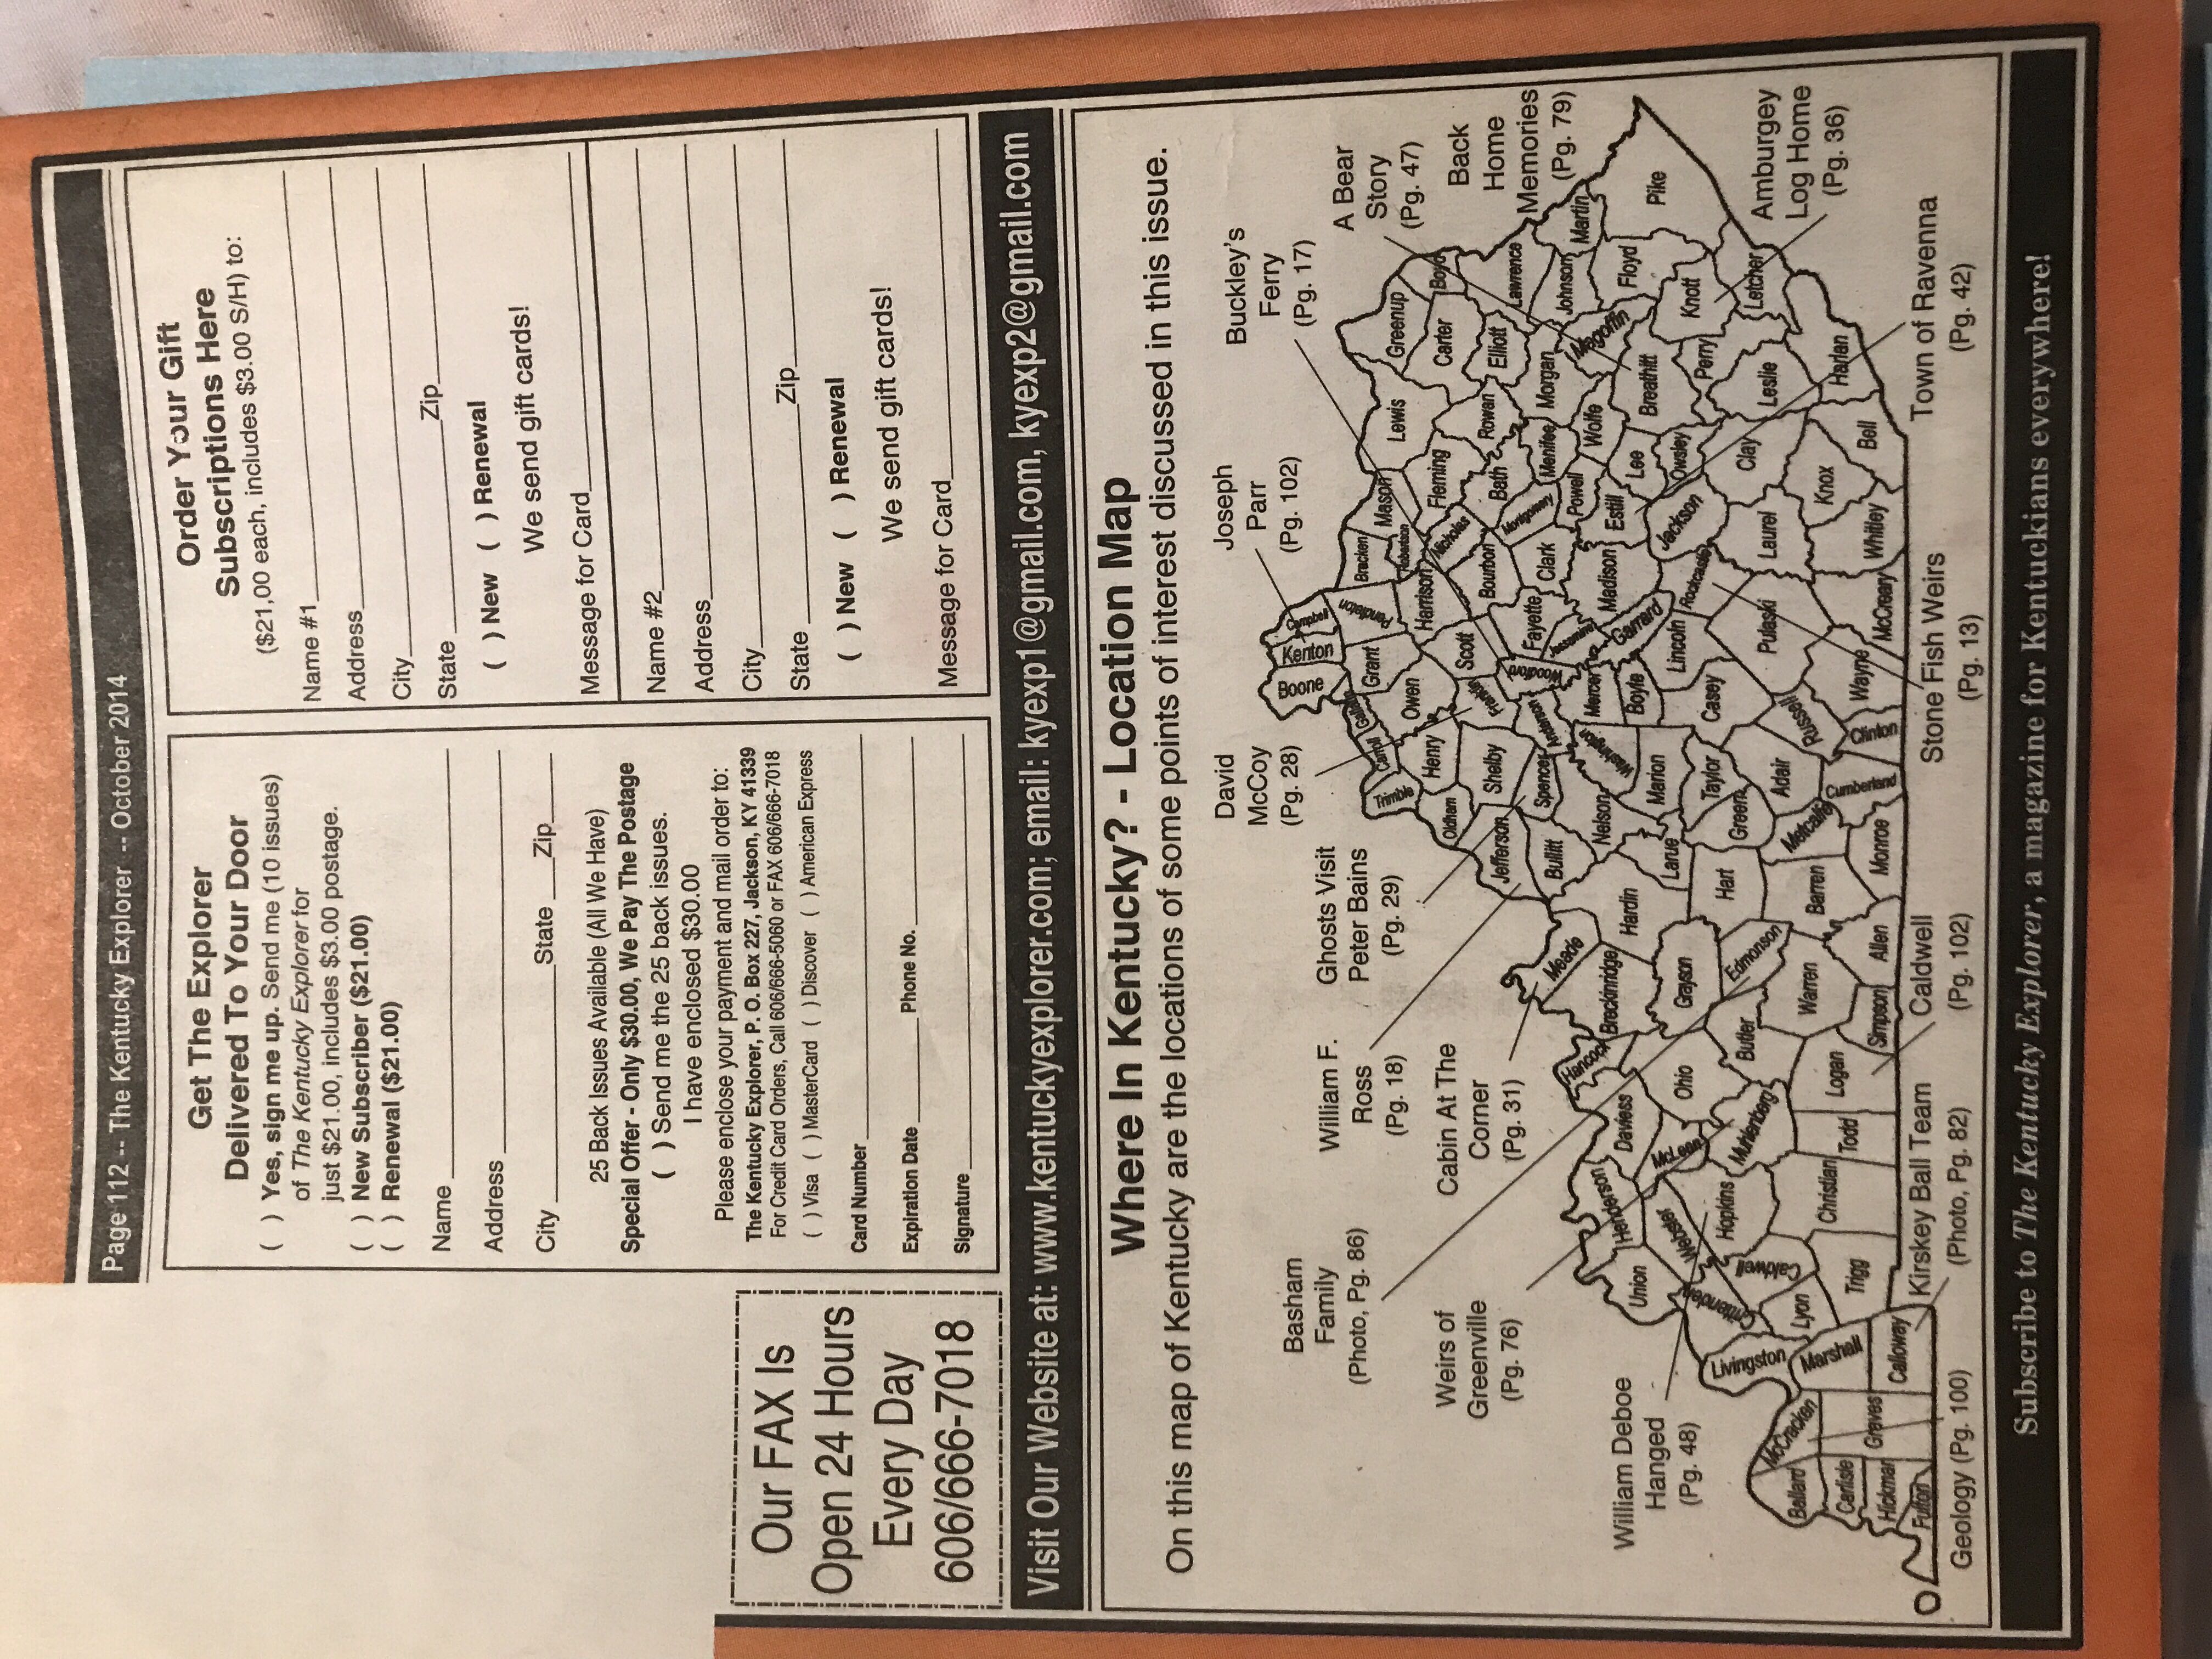 Page 112 -- The Kentucky Explorer -- October 2014
Get The Explorer
Delivered To Your Door
( ) Yes, sign me up. Send me (10 issues)
of The Kentucky Explorer for
just $21.00, includes $3.00 postage.
( ) New Subscriber ($21.00)
( ) Renewal ($21.00)
Name
Address
City State Zip
25 Back Issues Available (All We Have)
Special Offer - Only $30.00, We Pay The Postage
( ) Send me the 25 back issues.
I have enclosed $30.00
Please enclose your payment and mail order to:
The Kentucky Explorer, P. O. Box 227, Jackson, KY 41339
For Credit Card Orders, Call 606/666-5060 or FAX 606/666-7018
( ) Visa ( ) MasterCard ( ) Discover ( ) American Express
Card Number
Expiration Date Phone No.
Signature
Order Your Gift
Subscriptions Here
($21,00 each, includes $3.00 S/H) to:
Name #1
Address
City
State Zip
( ) New ( ) Renewal
We send gift cards!
Message for Card
Name #2
Address
City
State Zip
( ) New ( ) Renewal
We send gift cards!
Message for Card
Our FAX Is
Open 24 Hours
Every Day
606/666-7018
Visit Our Website at: www.kentuckyexplorer.com; email: kyexp1@gmail.com, kyexp2@gmail.com
Where In Kentucky? - Location Map
On this map of Kentucky are the locations of some points of interest discussed in this issue.
Basham
Family
(Photo, Pg. 86)
Weirs of
Greenville
(Pg. 76)
William Deboe
Hanged
(Pg. 48)
William F.
Ross
(Pg. 18)
Cabin At The
Corner
(Pg. 31)
Ghosts Visit
Peter Bains
(Pg. 29)
David
McCoy
(Pg. 28)
Joseph
Parr
(Pg. 102)
Buckley's
Ferry
(Pg. 17)
A Bear
Story
(Pg. 47)
Back
Home
Memories
(Pg. 79)
Amburgey
Log Home
(Pg. 36)
Boone
Kenton
Campbell
Pendleton
Grant
Gallatin
Carroll
Owen
Trimble
Henry
Oldham
Bracken
Mason
Robertson
Lewis
Greenup
Boyd
Carter
Fleming
Harrison
Nicholas
Scott
Franklin
Shelby
Jefferson
Bourbon
Bath
Rowan
Elliott
Lawrence
Martin
Johnson
Morgan
Menifee
Montgomery
Clark
Fayette
Woodford
Anderson
Spencer
Bullitt
Meade
Jessamine
Mercer
Washington
Nelson
Madison
Powell
Wolfe
Magoffin
Floyd
Pike
Estill
Lee
Breathitt
Knott
Garrard
Boyle
Marion
Larue
Hardin
Breckinridge
Hancock
Daviess
Henderson
Union
Lincoln
Rockcastle
Jackson
Owsley
Perry
Letcher
Casey
Taylor
Green
Hart
Grayson
Ohio
McLean
Webster
Crittenden
Adair
Russell
Pulaski
Laurel
Clay
Leslie
Harlan
Metcalfe
Edmonson
Butler
Muhlenberg
Hopkins
Caldwell
Livingston
Barren
Warren
Lyon
Knox
Bell
Whitley
McCreary
Wayne
Clinton
Cumberland
Monroe
Allen
Simpson
Logan
Todd
Christian
Trigg
Marshall
Calloway
McCracken
Ballard
Carlisle
Graves
Hickman
Fulton
Geology (Pg. 100)
Kirskey Ball Team
(Photo, Pg. 82)
Caldwell
(Pg. 102)
Stone Fish Weirs
(Pg. 13)
Town of Ravenna
(Pg. 42)
Subscribe to The Kentucky Explorer, a magazine for Kentuckians everywhere!